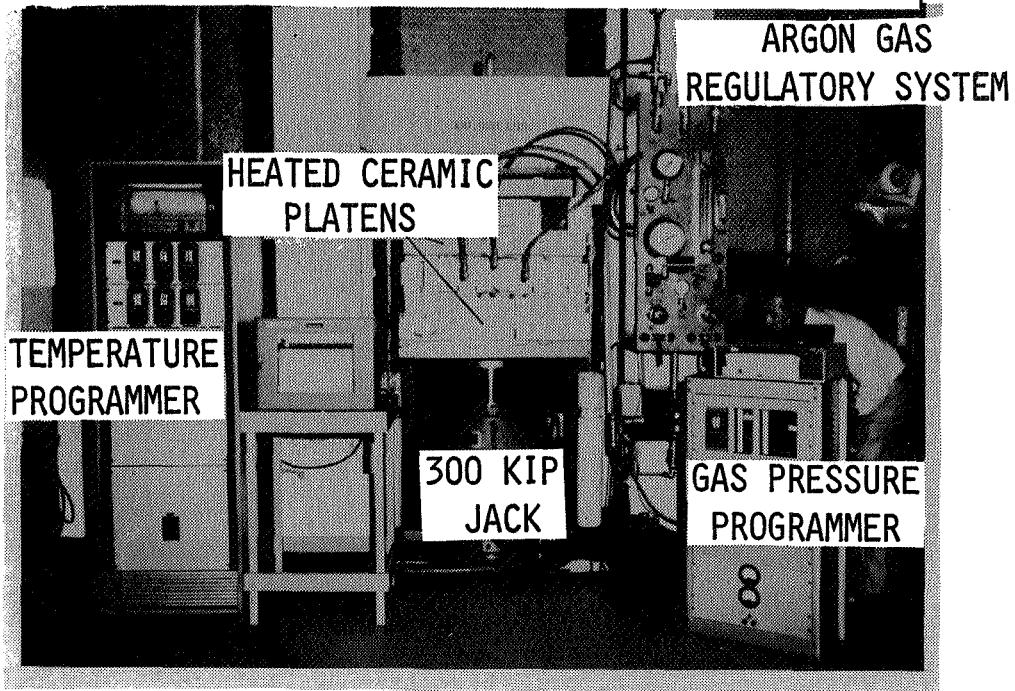 ARGON GAS
REGULATORY SYSTEM
HEATED CERAMIC
PLATENS
TEMPERATURE
PROGRAMMER
300 KIP
JACK
GAS PRESSURE
PROGRAMMER